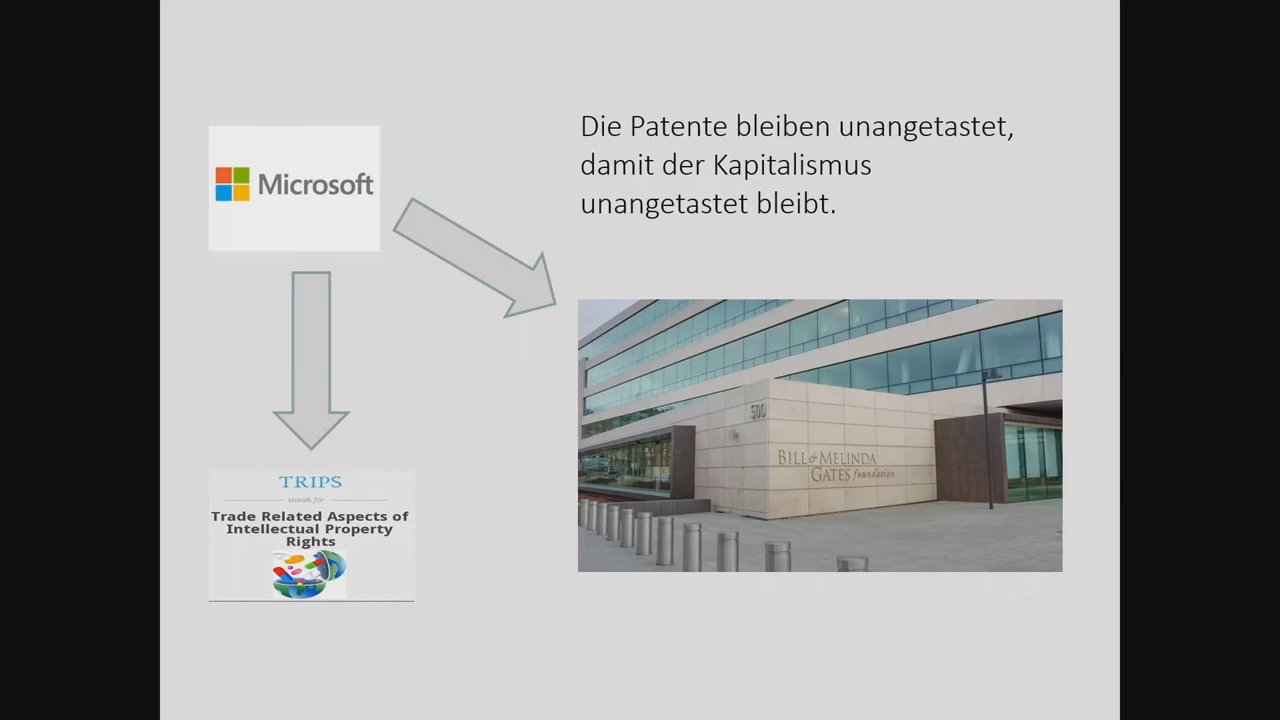 Die Patente bleiben unangetastet,
damit der Kapitalismus
unangetastet bleibt.
Microsoft
500
BILL & MELINDA
GATES foundation
TRIPS
stands for
Trade Related Aspects of
Intellectual Property
Rights